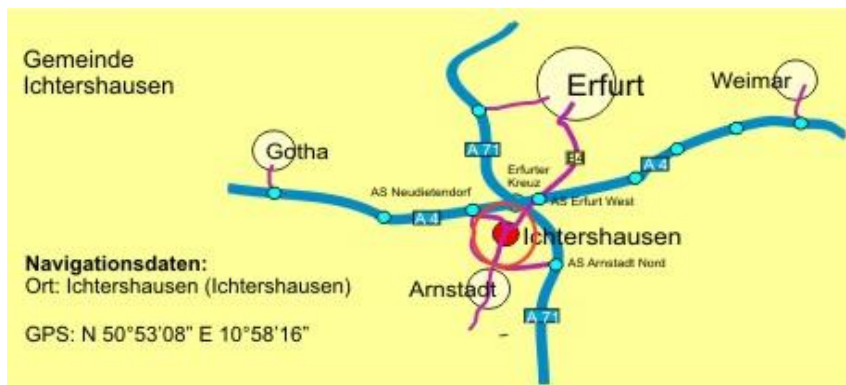 Gemeinde
Ichtershausen
Erfurt
Weimar
Gotha
A 71
Erfurter
Kreuz
A 4
AS Neudietendorf
AS Erfurt West
A 4
Ichtershausen
AS Arnstadt Nord
Arnstadt
A 71
Navigationsdaten:
Ort: Ichtershausen (Ichtershausen)
GPS: N 50°53'08” E 10°58'16”